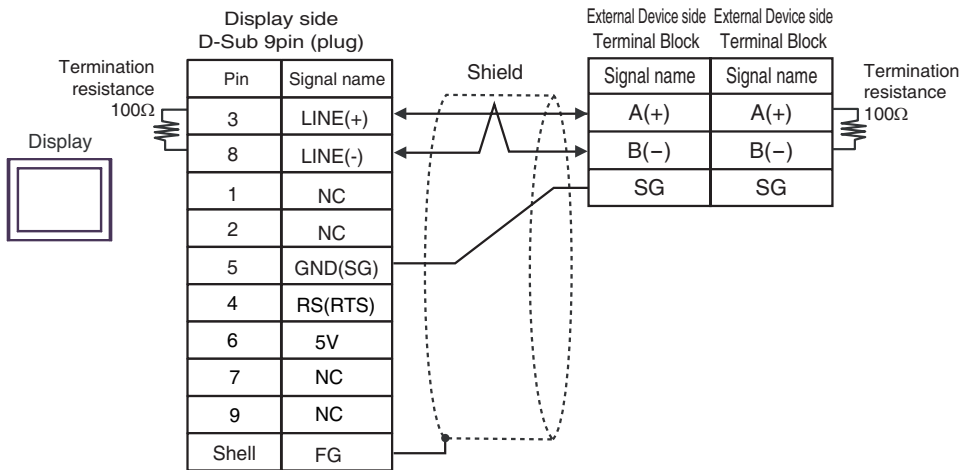 Display side
D-Sub 9pin (plug)
External Device side External Device side
Terminal Block Terminal Block
Termination
resistance
100Ω
Display
Shield
Pin Signal name
3 LINE(+)
8 LINE(-)
1 NC
2 NC
5 GND(SG)
4 RS(RTS)
6 5V
7 NC
9 NC
Shell FG
Signal name Signal name
A(+) A(+)
B(−) B(−)
SG SG
Termination
resistance
100Ω